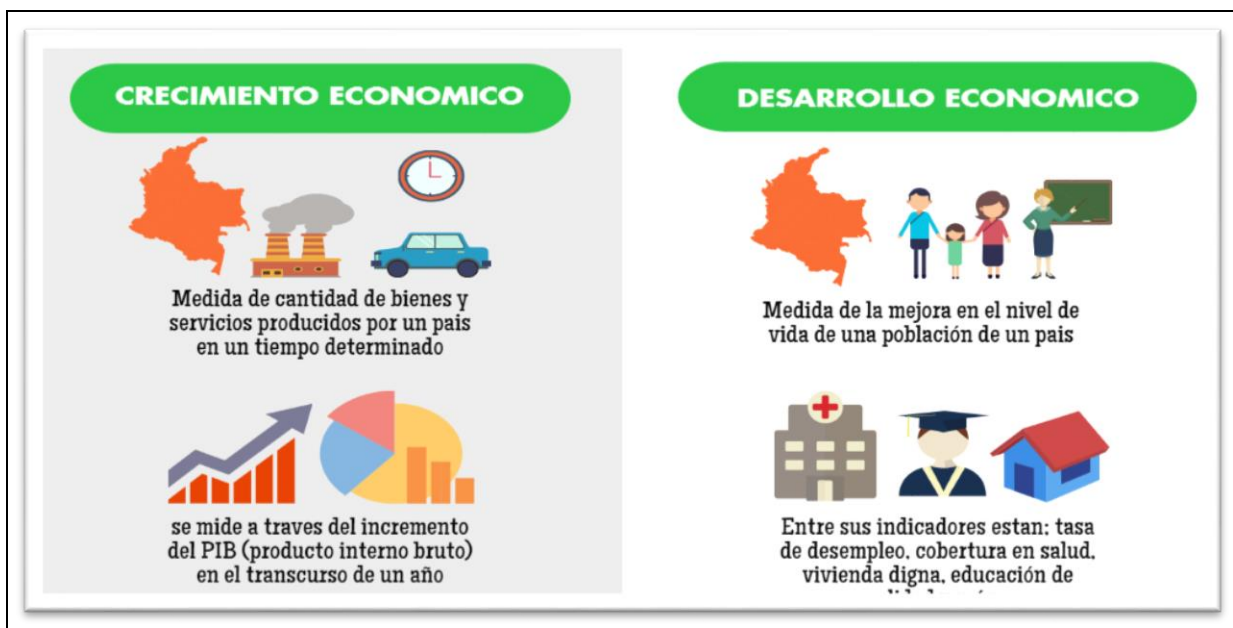 CRECIMIENTO ECONOMICO
Medida de cantidad de bienes y
servicios producidos por un pais
en un tiempo determinado
se mide a traves del incremento
del PIB (producto interno bruto)
en el transcurso de un año
DESARROLLO ECONOMICO
Medida de la mejora en el nivel de
vida de una población de un pais
Entre sus indicadores estan: tasa
de desempleo, cobertura en salud,
vivienda digna, educación de